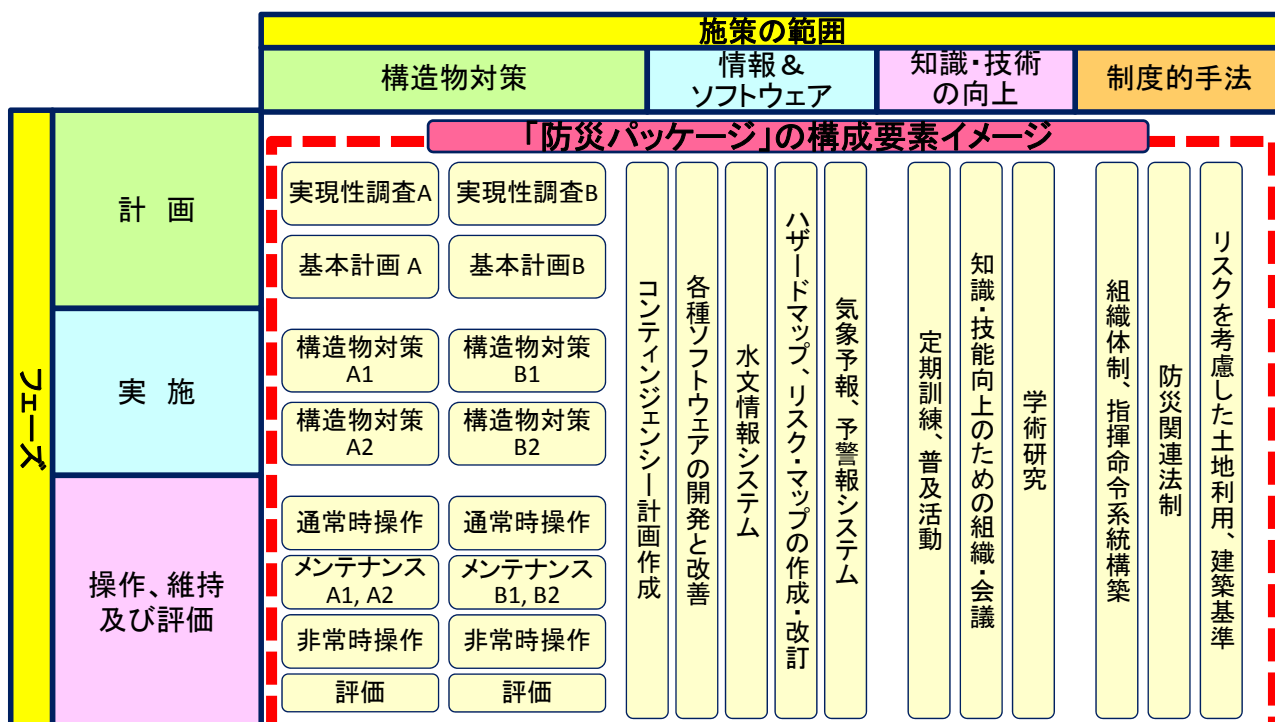 施策の範囲
構造物対策
情報&
ソフトウェア
知識・技術
の向上
制度的手法
「防災パッケージ」の構成要素イメージ
フェーズ
計 画
実現性調査A
実現性調査B
基本計画 A
基本計画B
実 施
構造物対策
A1
構造物対策
B1
構造物対策
A2
構造物対策
B2
操作、維持
及び評価
通常時操作
通常時操作
メンテナンス
A1, A2
メンテナンス
B1, B2
非常時操作
非常時操作
評価
評価
コンティンジェンシー計画作成
各種ソフトウェアの開発と改善
水文情報システム
ハザードマップ、リスク・マップの作成・改訂
気象予報、予警報システム
定期訓練、普及活動
知識・技能向上のための組織・会議
学術研究
組織体制、指揮命令系統構築
防災関連法制
リスクを考慮した土地利用、建築基準